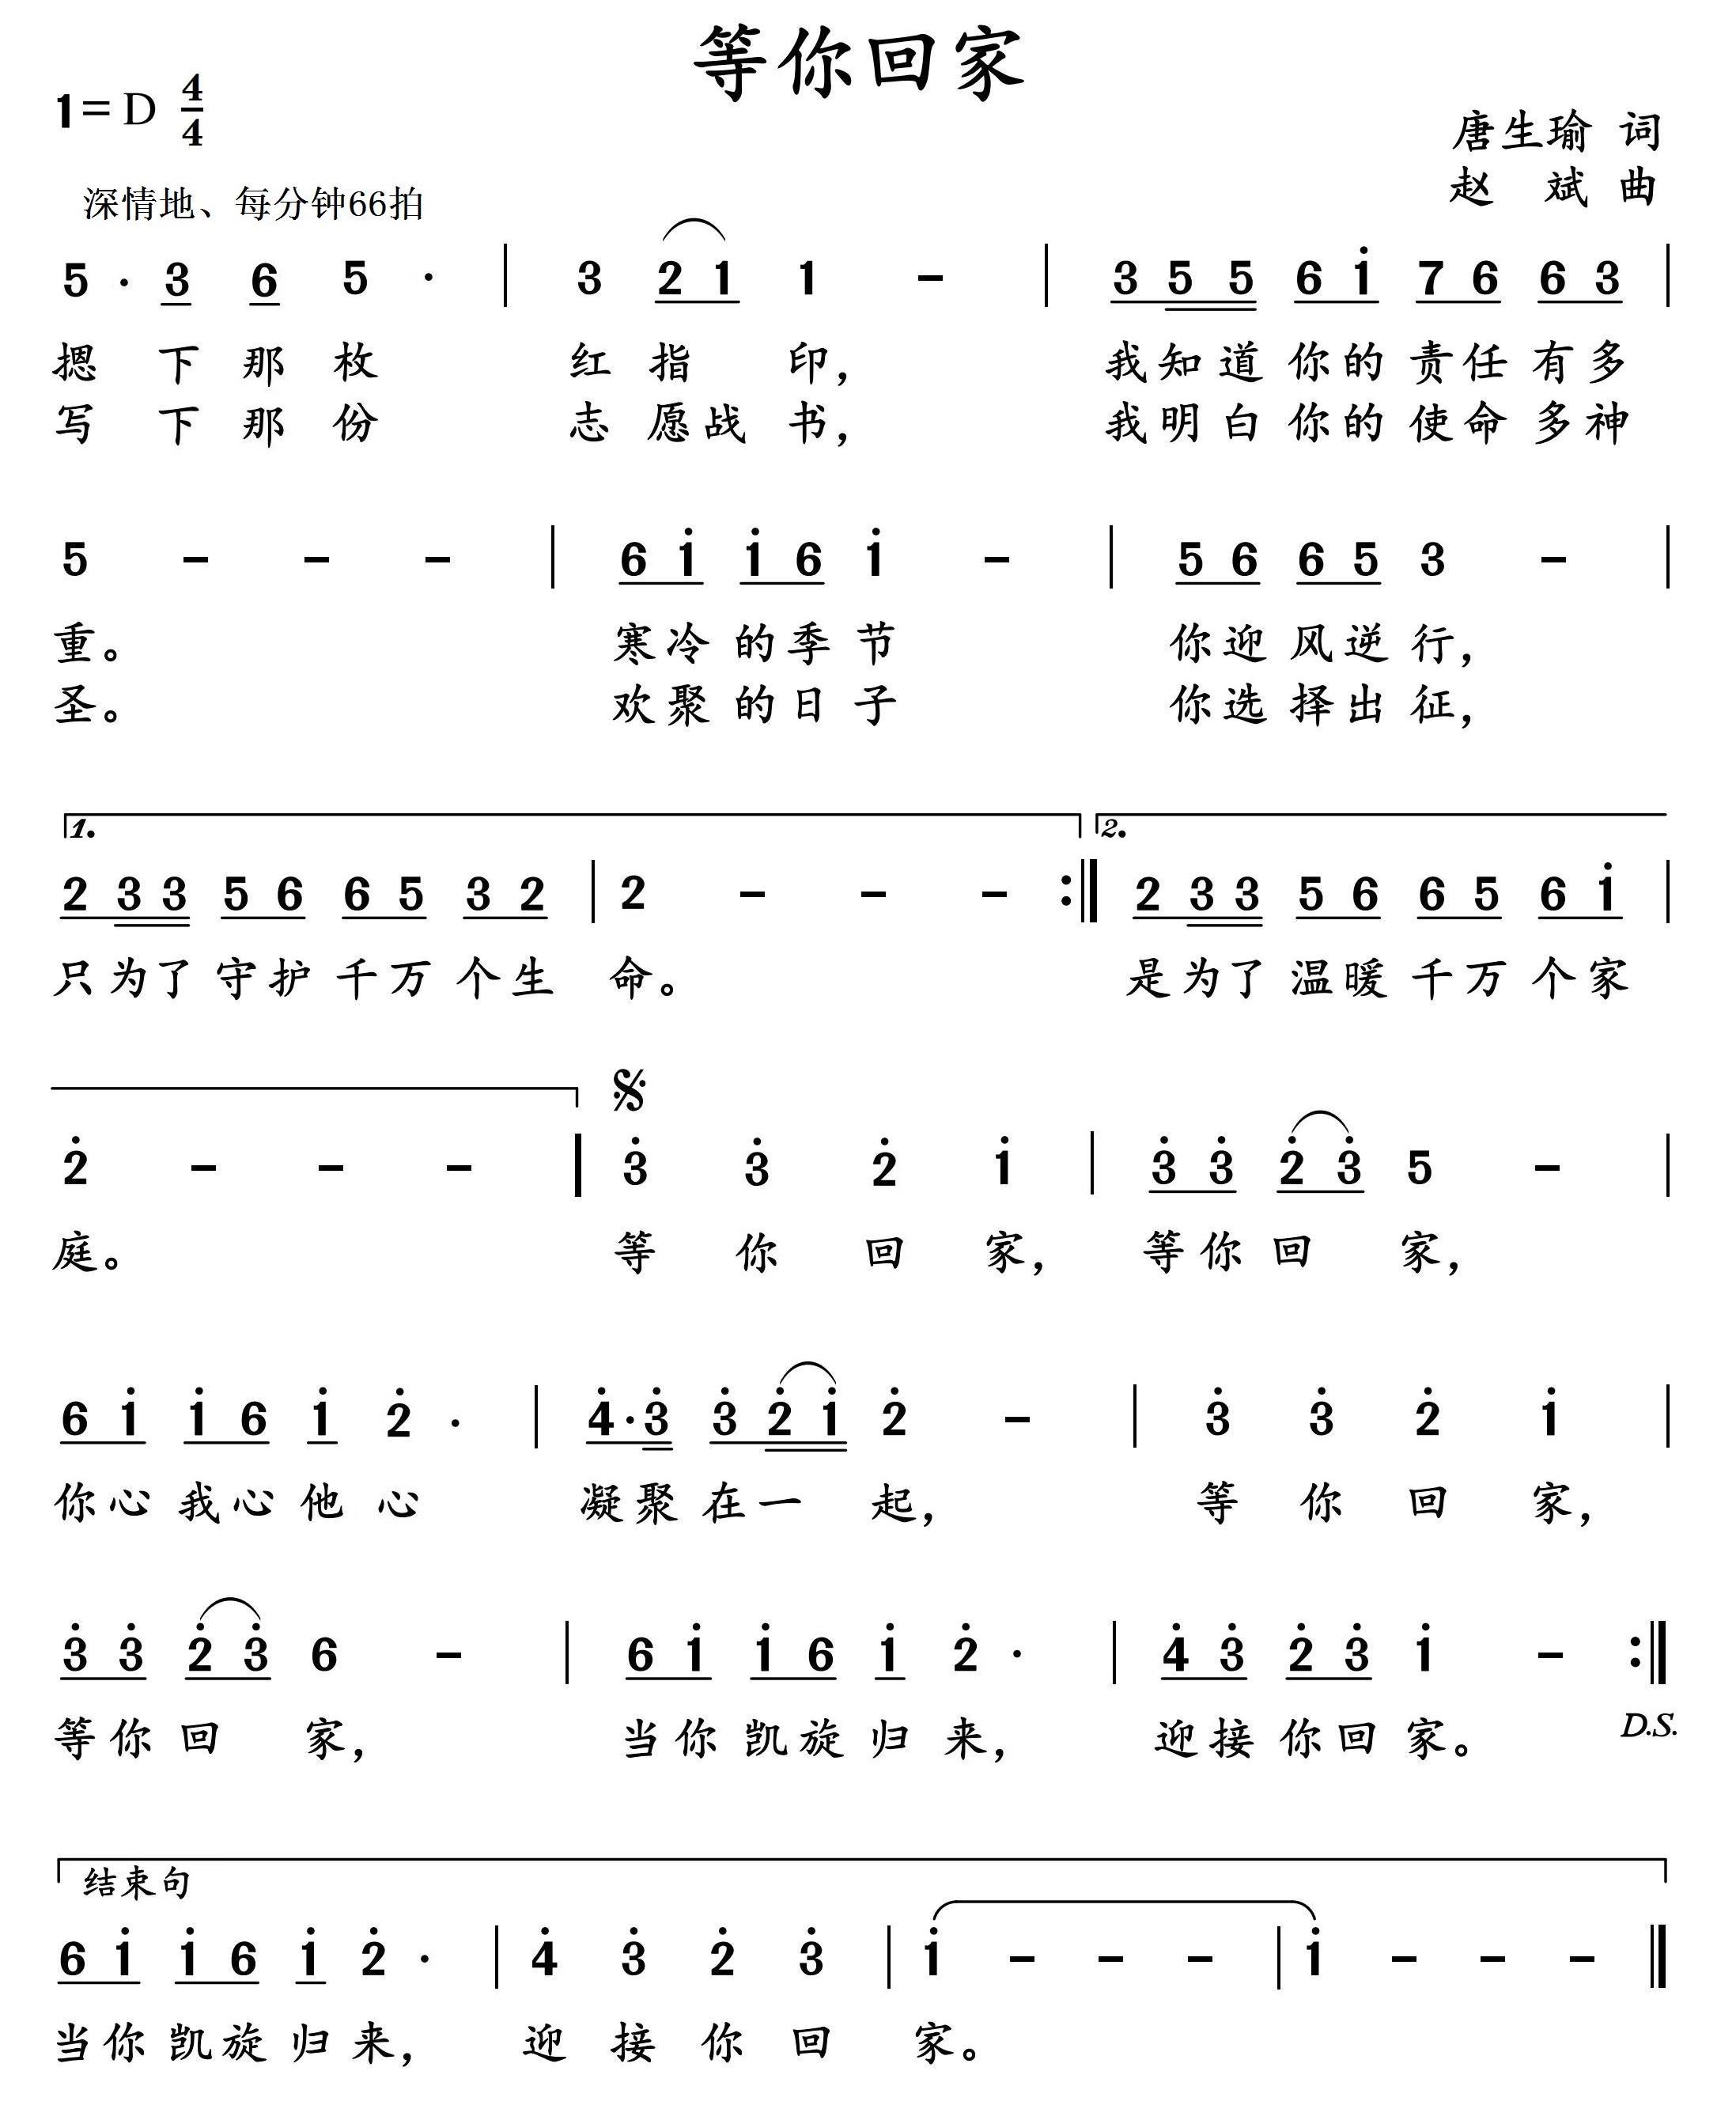 等你回家
1=D 4/4
唐生瑜 词
深情地、每分钟66拍
赵 斌 曲
5 · 3 6 5 · | 3 2 1 1 - | 3 5 5 6 i 7 6 6 3 |
摁 下 那 枚 红 指 印， 我知道 你的 责任 有多
写 下 那 份 志 愿战 书， 我明白 你的 使命 多神
5 - - - | 6 i i 6 i - | 5 6 6 5 3 - |
重。 寒冷 的季 节 你迎 风逆 行，
圣。 欢聚 的日 子 你选 择出 征，
1. 2.
2 3 3 5 6 6 5 3 2 | 2 - - - :| 2 3 3 5 6 6 5 6 i |
只为了 守护 千万 个生 命。 是为了 温暖 千万 个家
2 - - - | 3 3 2 i | 3 3 2 3 5 - |
庭。 等 你 回 家， 等你 回 家，
6 i i 6 i 2 · | 4 · 3 3 2 i 2 - | 3 3 2 i |
你心 我心 他 心 凝聚 在一 起， 等 你 回 家，
3 3 2 3 6 - | 6 i i 6 i 2 · | 4 3 2 3 i - :|
等你 回 家， 当你 凯旋 归 来， 迎接 你回 家。 D.S.
结束句
6 i i 6 i 2 · | 4 3 2 3 | i - - - | i - - - ||
当你 凯旋 归 来， 迎 接 你 回 家。